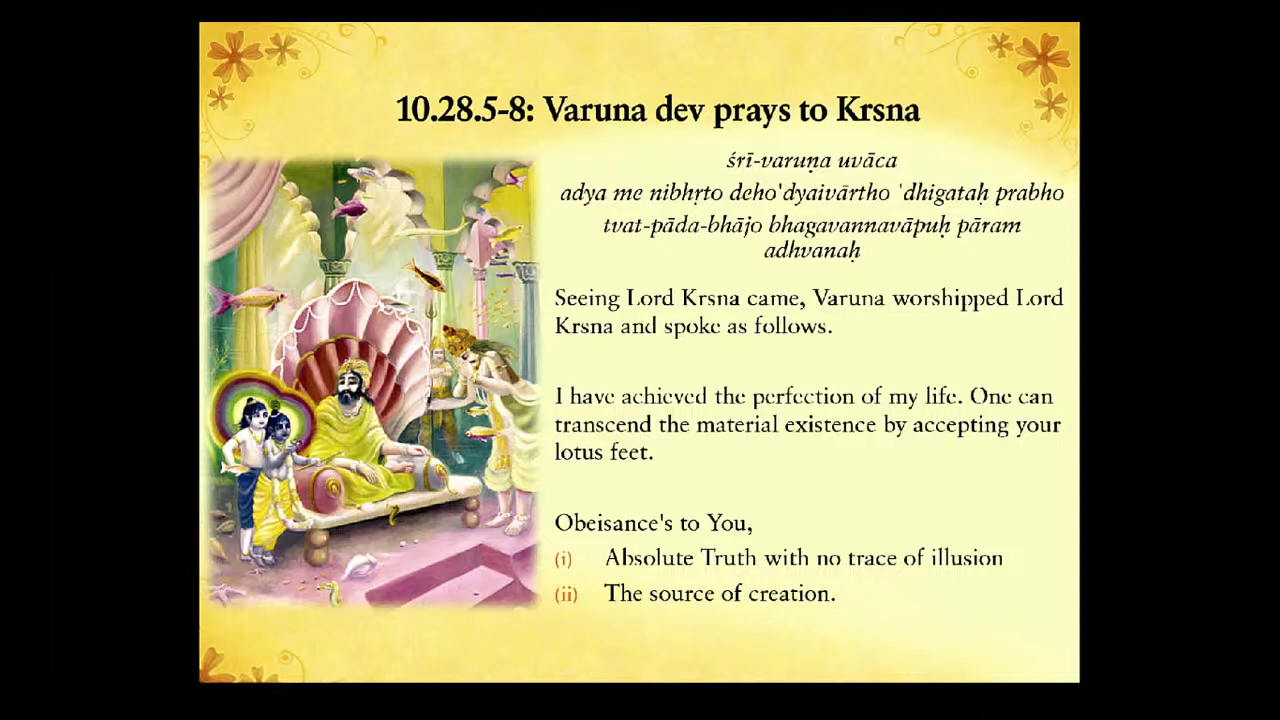 10.28.5-8: Varuna dev prays to Krsna
śrī-varuṇa uvāca
adya me nibhṛto deho'dyaivārtho 'dhigataḥ prabho
tvat-pāda-bhājo bhagavannavāpuḥ pāram
adhvanaḥ
Seeing Lord Krsna came, Varuna worshipped Lord
Krsna and spoke as follows.
I have achieved the perfection of my life. One can
transcend the material existence by accepting your
lotus feet.
Obeisance's to You,
(i) Absolute Truth with no trace of illusion
(ii) The source of creation.